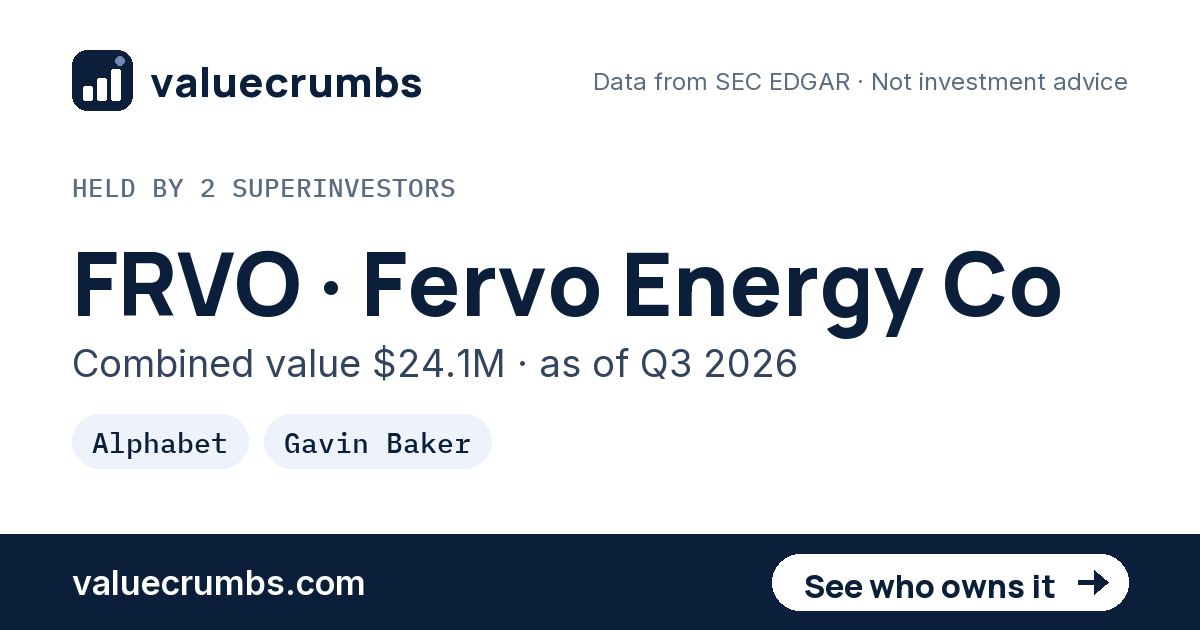 valuecrumbs
Data from SEC EDGAR · Not investment advice
HELD BY 2 SUPERINVESTORS
FRVO · Fervo Energy Co
Combined value $24.1M · as of Q3 2026
Alphabet
Gavin Baker
valuecrumbs.com
See who owns it →